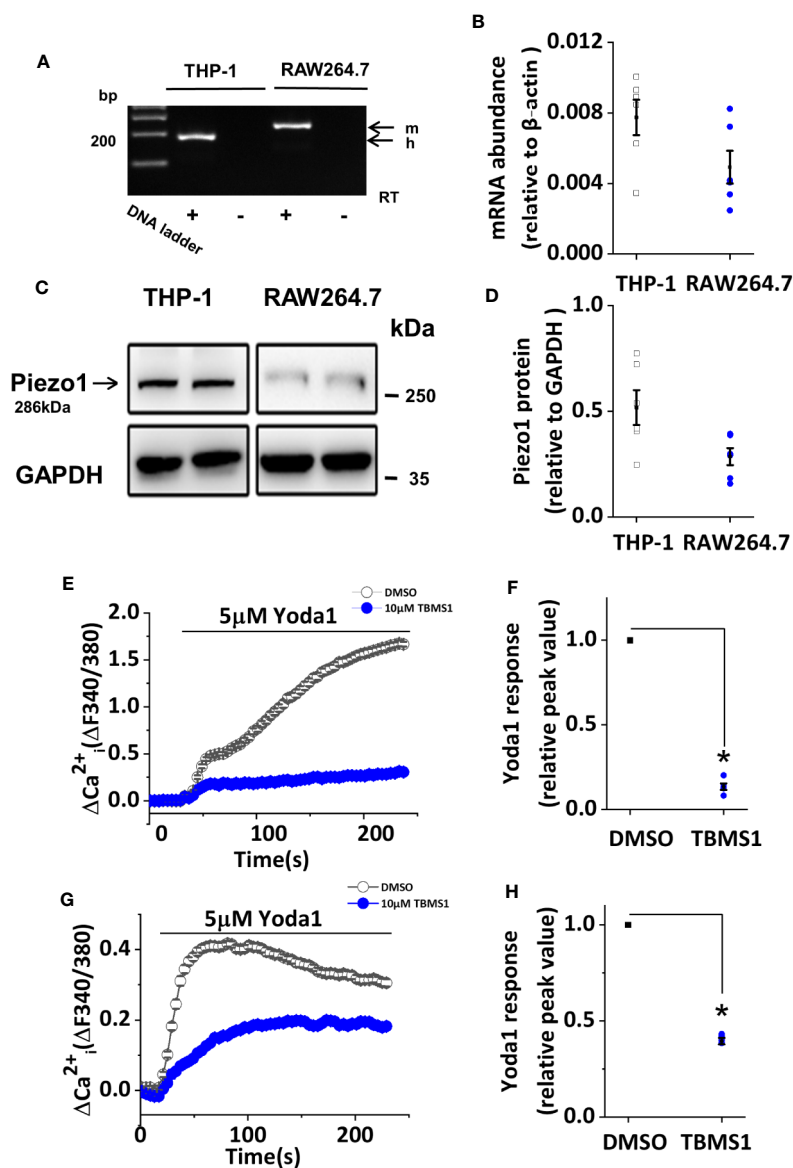 A
THP-1
RAW264.7
bp
200
m
h
RT
DNA ladder
+
-
+
-
B
mRNA abundance
(relative to β-actin)
0.012
0.008
0.004
0.000
THP-1 RAW264.7
C
THP-1
RAW264.7
kDa
Piezo1
286kDa
250
GAPDH
35
D
Piezo1 protein
(relative to GAPDH)
1.0
0.5
0.0
THP-1 RAW264.7
E
DMSO
10μM TBMS1
5μM Yoda1
ΔCa2+i(ΔF340/380)
2.0
1.5
1.0
0.5
0.0
0
100
200
Time(s)
F
Yoda1 response
(relative peak value)
1.0
0.5
0.0
*
DMSO
TBMS1
G
DMSO
10μM TBMS1
5μM Yoda1
ΔCa2+i(ΔF340/380)
0.4
0.2
0.0
0
100
200
Time(s)
H
Yoda1 response
(relative peak value)
1.0
0.5
0.0
*
DMSO
TBMS1